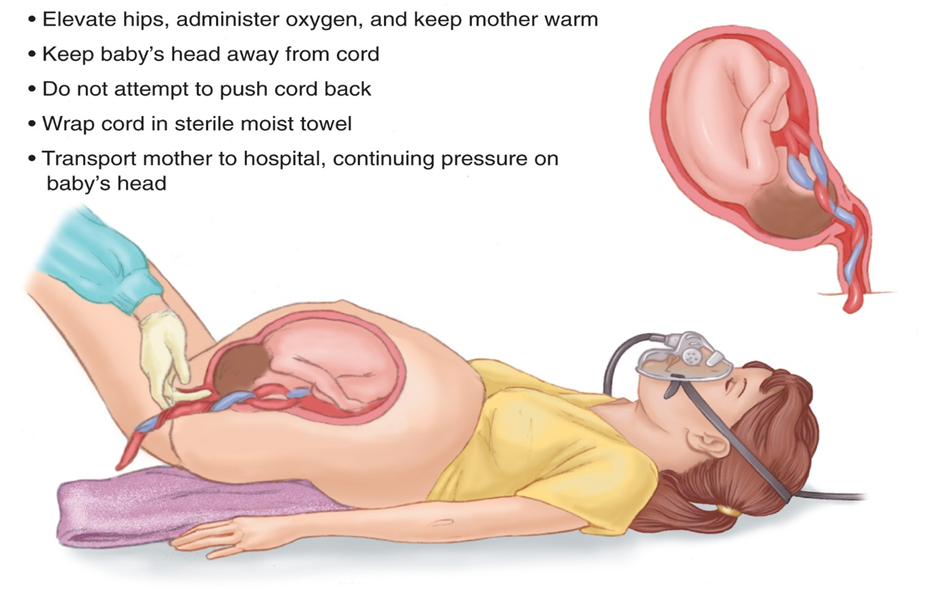 • Elevate hips, administer oxygen, and keep mother warm
• Keep baby's head away from cord
• Do not attempt to push cord back
• Wrap cord in sterile moist towel
• Transport mother to hospital, continuing pressure on
baby's head